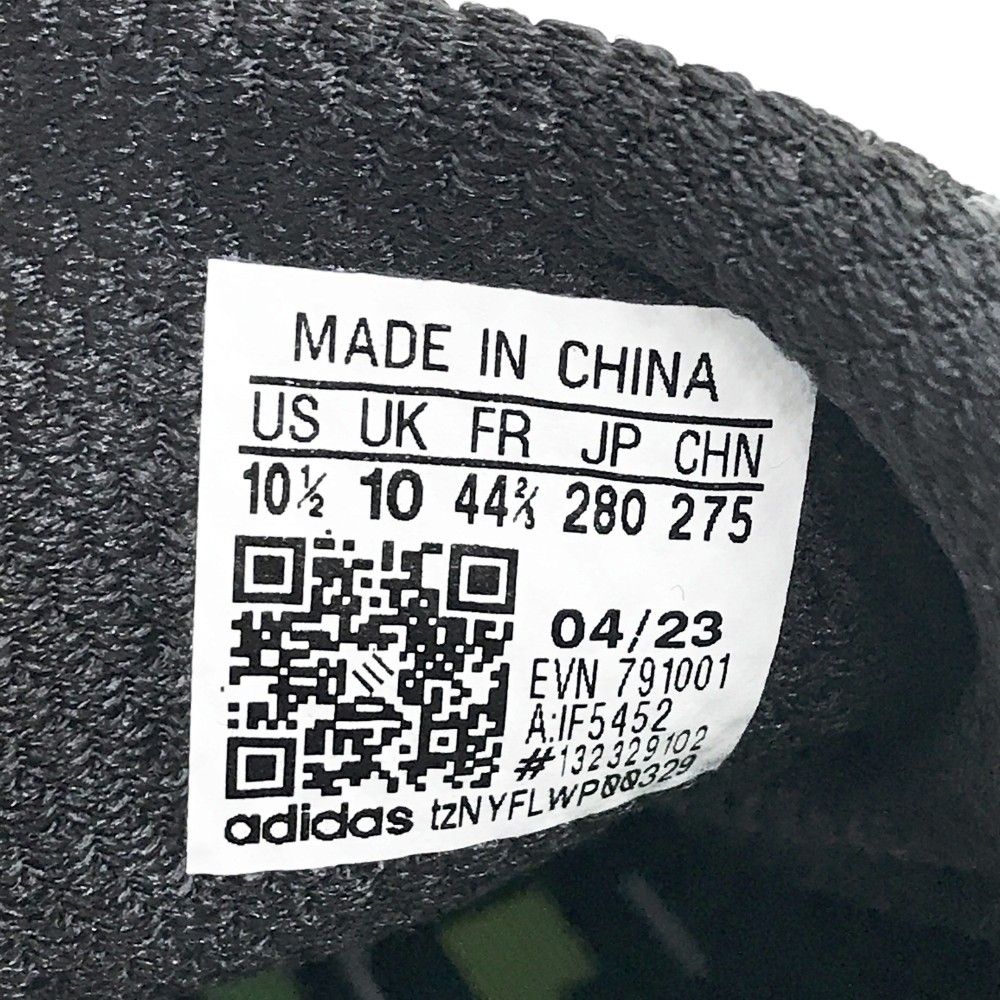 MADE IN CHINA
US UK FR JP CHN
10½ 10 44⅔ 280 275
04/23
EVN 791001
A:IF5452
#132329102
adidas tzNYFLWP00329